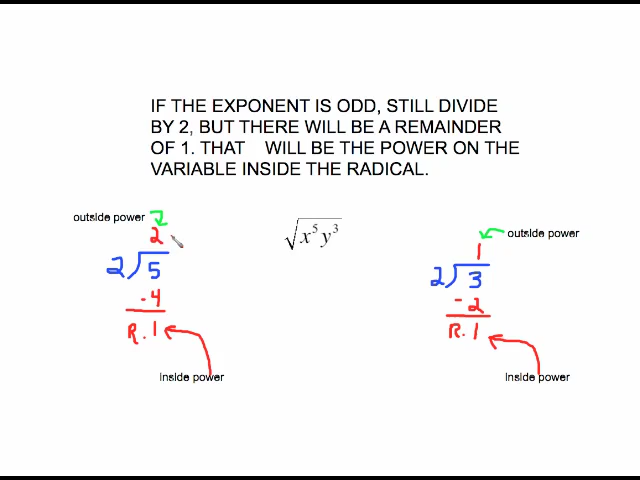 IF THE EXPONENT IS ODD, STILL DIVIDE
BY 2, BUT THERE WILL BE A REMAINDER
OF 1. THAT WILL BE THE POWER ON THE
VARIABLE INSIDE THE RADICAL.
outside power
2
2 5
-4
R. 1
inside power
√x⁵y³
outside power
1
2 3
-2
R. 1
inside power